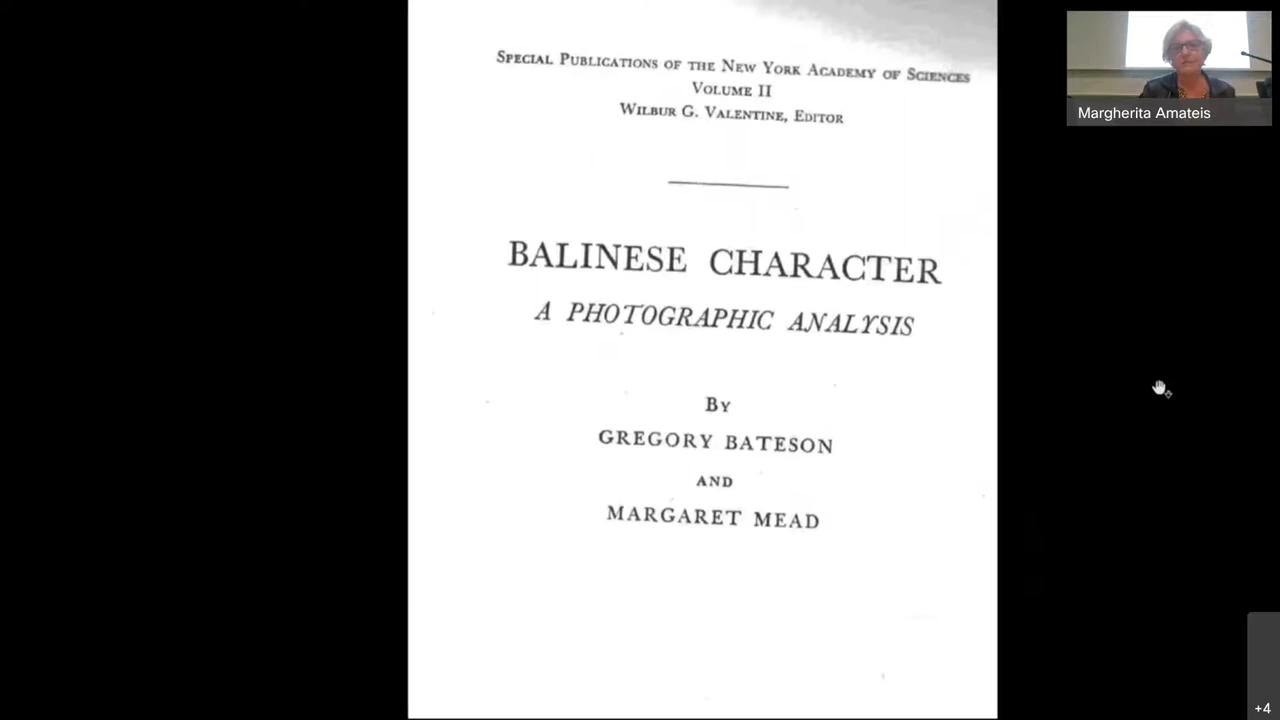 SPECIAL PUBLICATIONS OF THE NEW YORK ACADEMY OF SCIENCES
VOLUME II
WILBUR G. VALENTINE, EDITOR
BALINESE CHARACTER
A PHOTOGRAPHIC ANALYSIS
BY
GREGORY BATESON
AND
MARGARET MEAD
Margherita Amateis
+4